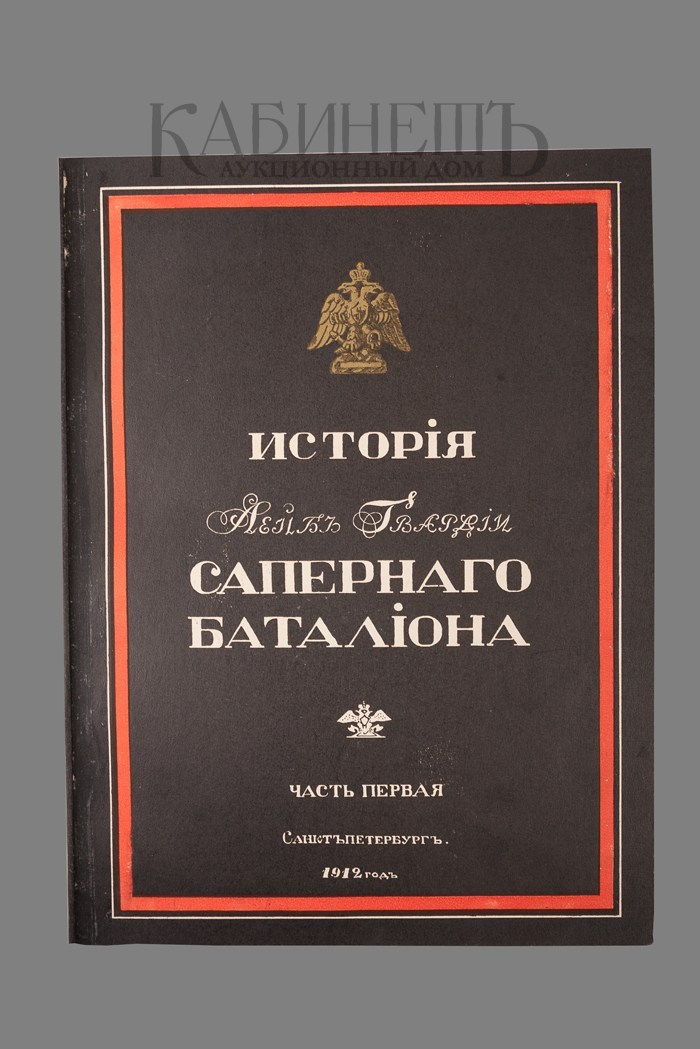 КАБИНЕТЪ
АУКЦИОННЫЙ ДОМ
ИСТОРІЯ
ЛЕЙБЪ ГВАРДІИ
САПЕРНАГО
БАТАЛІОНА
ЧАСТЬ ПЕРВАЯ
САНКТЪПЕТЕРБУРГЪ.
1912 годъ